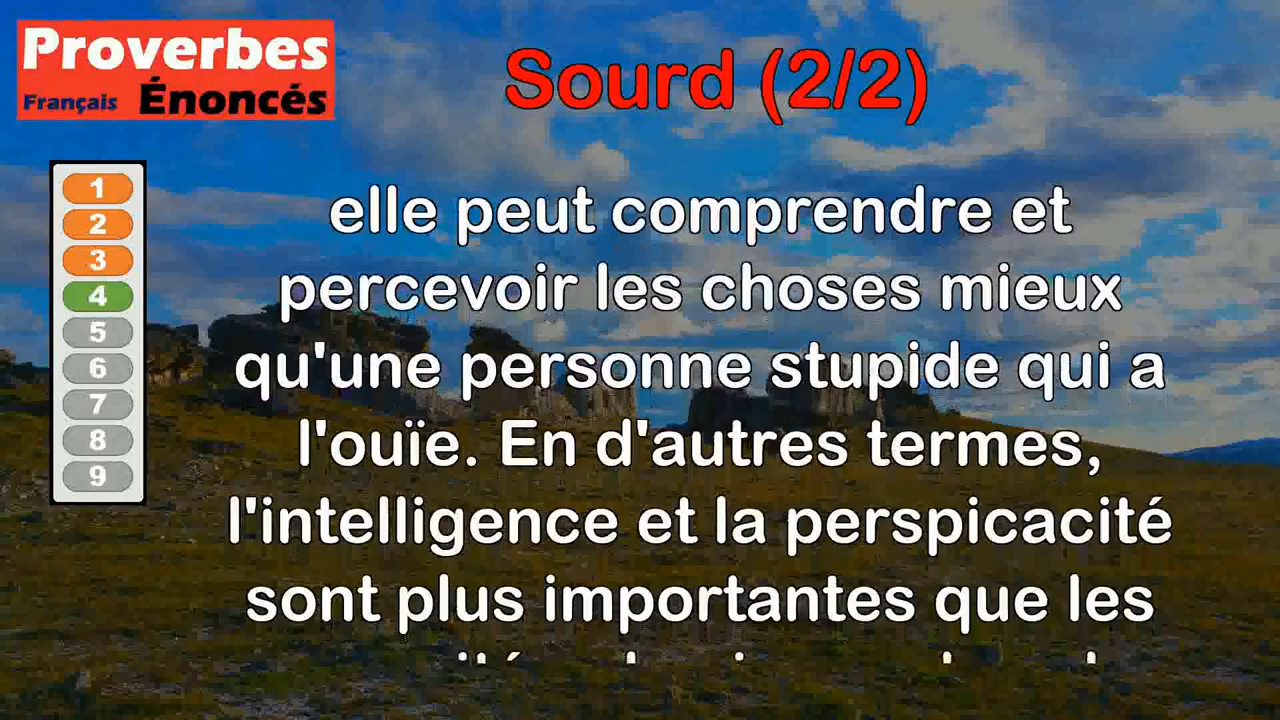 Proverbes
Français Énoncés
Sourd (2/2)
1
2
3
4
5
6
7
8
9
elle peut comprendre et
percevoir les choses mieux
qu'une personne stupide qui a
l'ouïe. En d'autres termes,
l'intelligence et la perspicacité
sont plus importantes que les